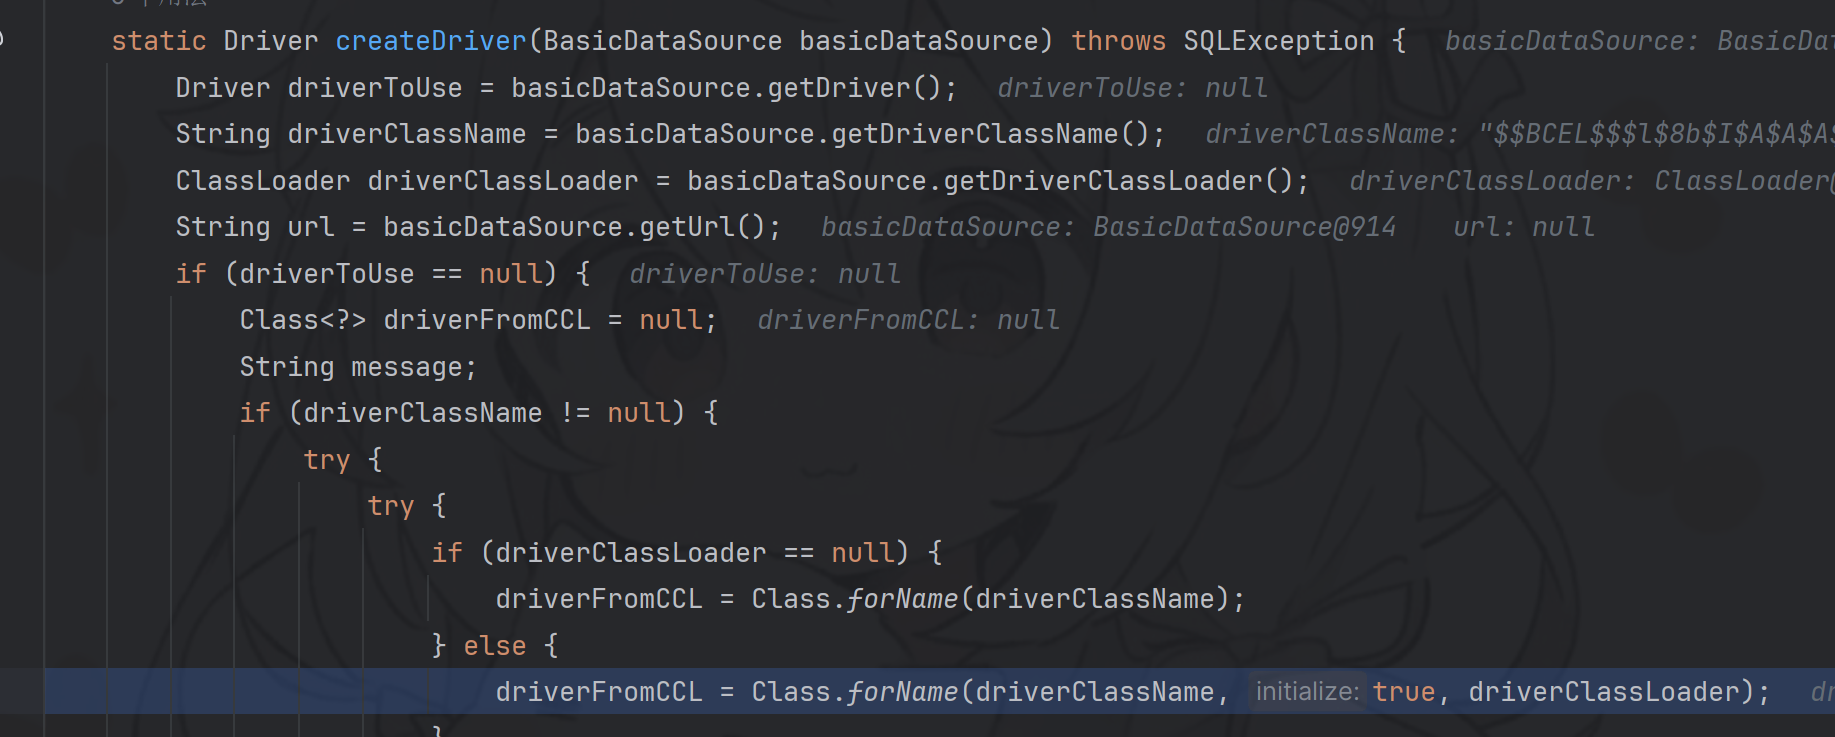 static Driver createDriver(BasicDataSource basicDataSource) throws SQLException { basicDataSource: BasicDat
Driver driverToUse = basicDataSource.getDriver(); driverToUse: null
String driverClassName = basicDataSource.getDriverClassName(); driverClassName: "$$BCEL$$$l$8b$I$A$A$A$
ClassLoader driverClassLoader = basicDataSource.getDriverClassLoader(); driverClassLoader: ClassLoader@
String url = basicDataSource.getUrl(); basicDataSource: BasicDataSource@914 url: null
if (driverToUse == null) { driverToUse: null
Class<?> driverFromCCL = null; driverFromCCL: null
String message;
if (driverClassName != null) {
try {
try {
if (driverClassLoader == null) {
driverFromCCL = Class.forName(driverClassName);
} else {
driverFromCCL = Class.forName(driverClassName, initialize: true, driverClassLoader); dr
}